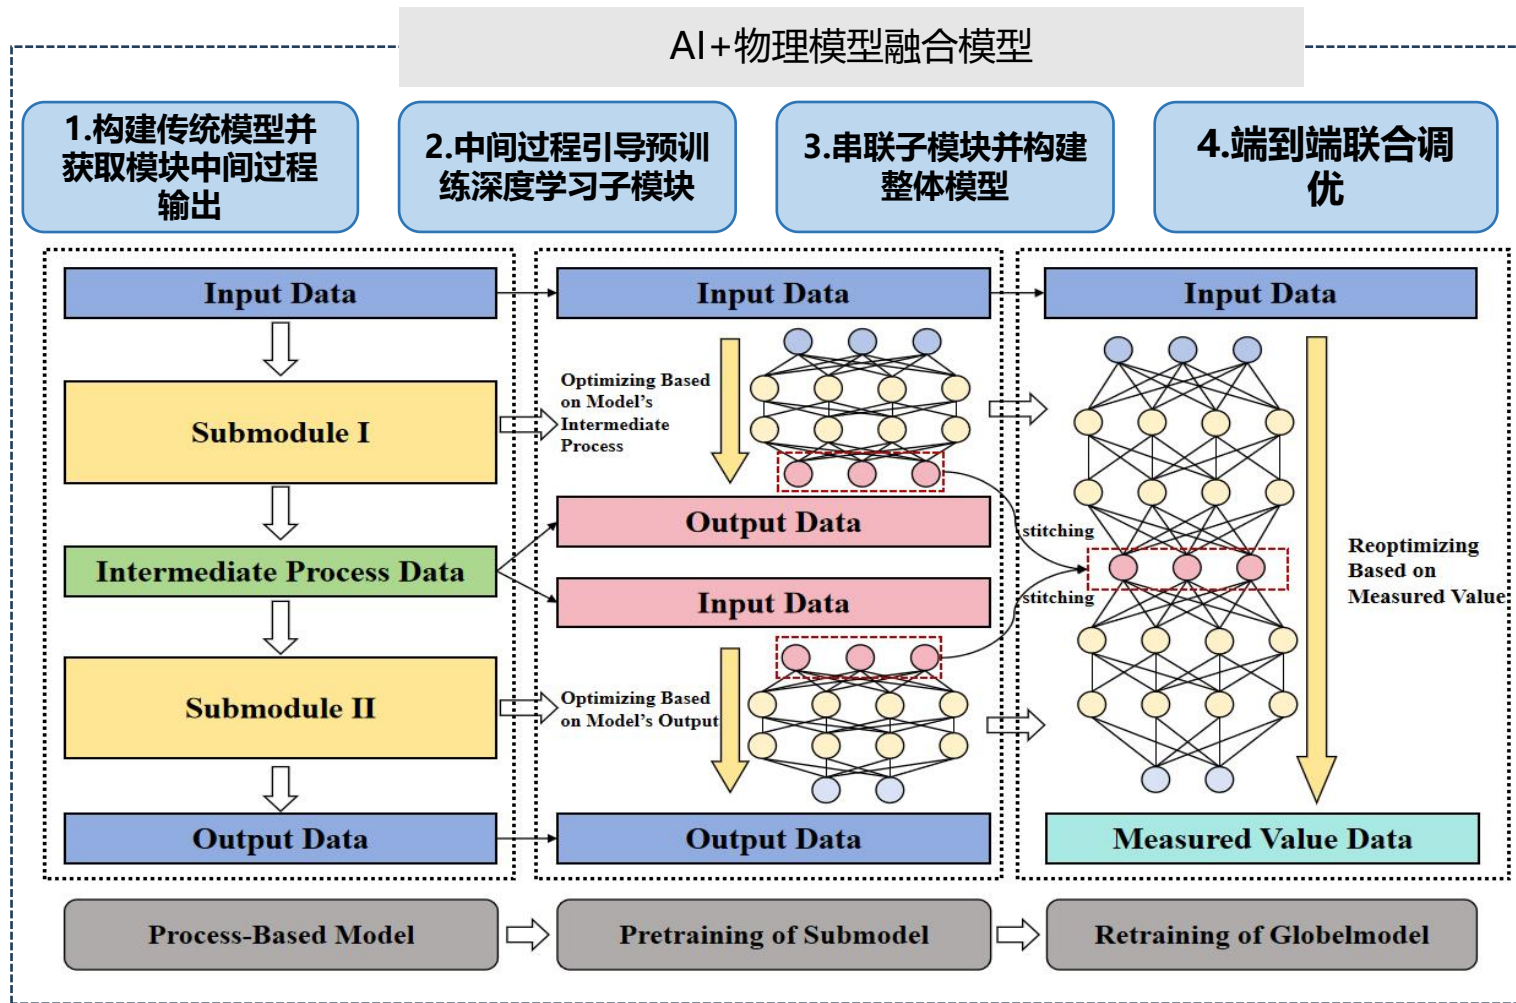 AI+物理模型融合模型
1.构建传统模型并
获取模块中间过程
输出
2.中间过程引导预训
练深度学习子模块
3.串联子模块并构建
整体模型
4.端到端联合调
优
Input Data
Submodule I
Intermediate Process Data
Submodule II
Output Data
Input Data
Optimizing Based
on Model's
Intermediate
Process
Output Data
Input Data
Optimizing Based
on Model's Output
Output Data
Input Data
stitching
stitching
Reoptimizing
Based on
Measured Value
Measured Value Data
Process-Based Model
Pretraining of Submodel
Retraining of Globelmodel